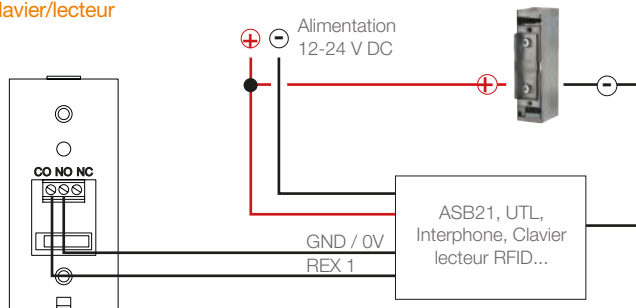 lavier/lecteur
+ -
Alimentation
12-24 V DC
+ -
CO NO NC
ASB21, UTL,
Interphone, Clavier
lecteur RFID...
GND / 0V
REX 1